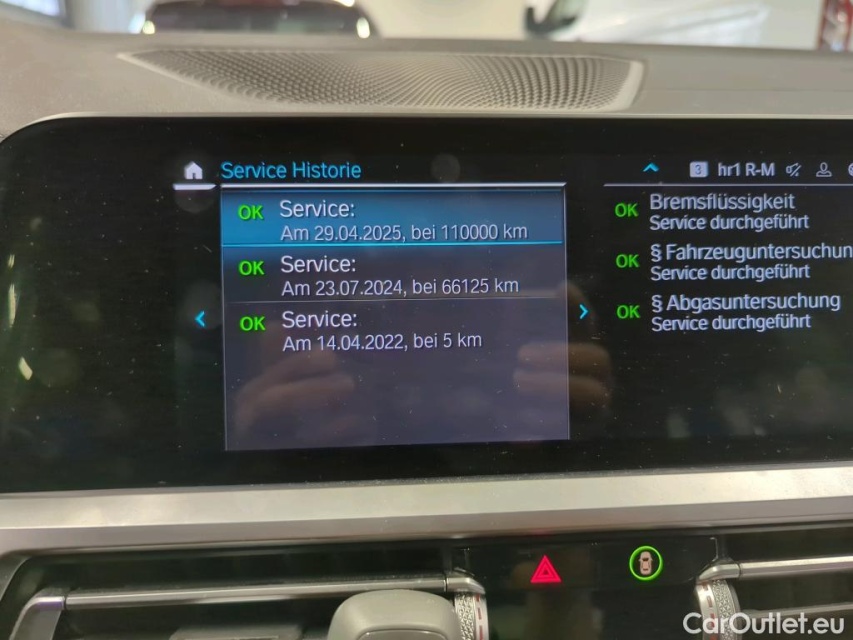 Service Historie
3 hr1 R-M
OK Service:
Am 29.04.2025, bei 110000 km
OK Service:
Am 23.07.2024, bei 66125 km
OK Service:
Am 14.04.2022, bei 5 km
OK Bremsflüssigkeit
Service durchgeführt
OK § Fahrzeuguntersuchun
Service durchgeführt
OK § Abgasuntersuchung
Service durchgeführt
CarOutlet.eu